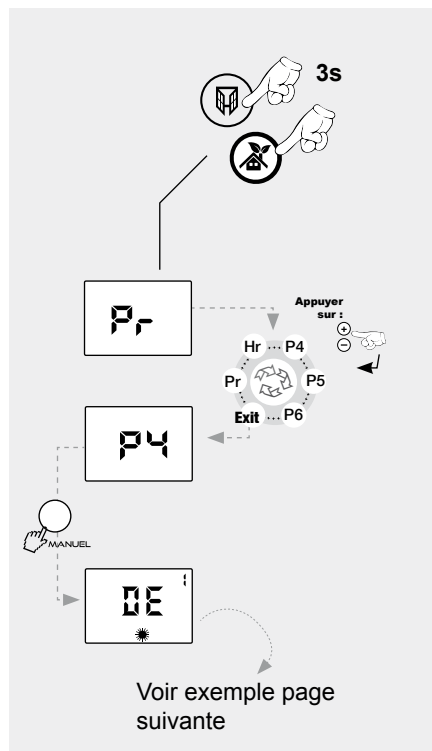 3s
Pr
Appuyer
sur :
+
−
Hr ... P4
Pr P5
Exit ... P6
P4
MANUEL
1
DE
Voir exemple page
suivante